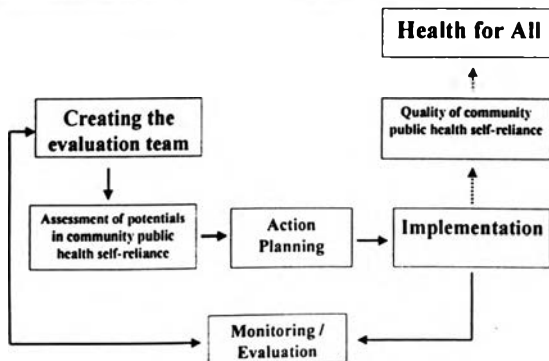 Health for All
Creating the
evaluation team
Quality of community
public health self-reliance
Assessment of potentials
in community public
health self-reliance
Action
Planning
Implementation
Monitoring /
Evaluation